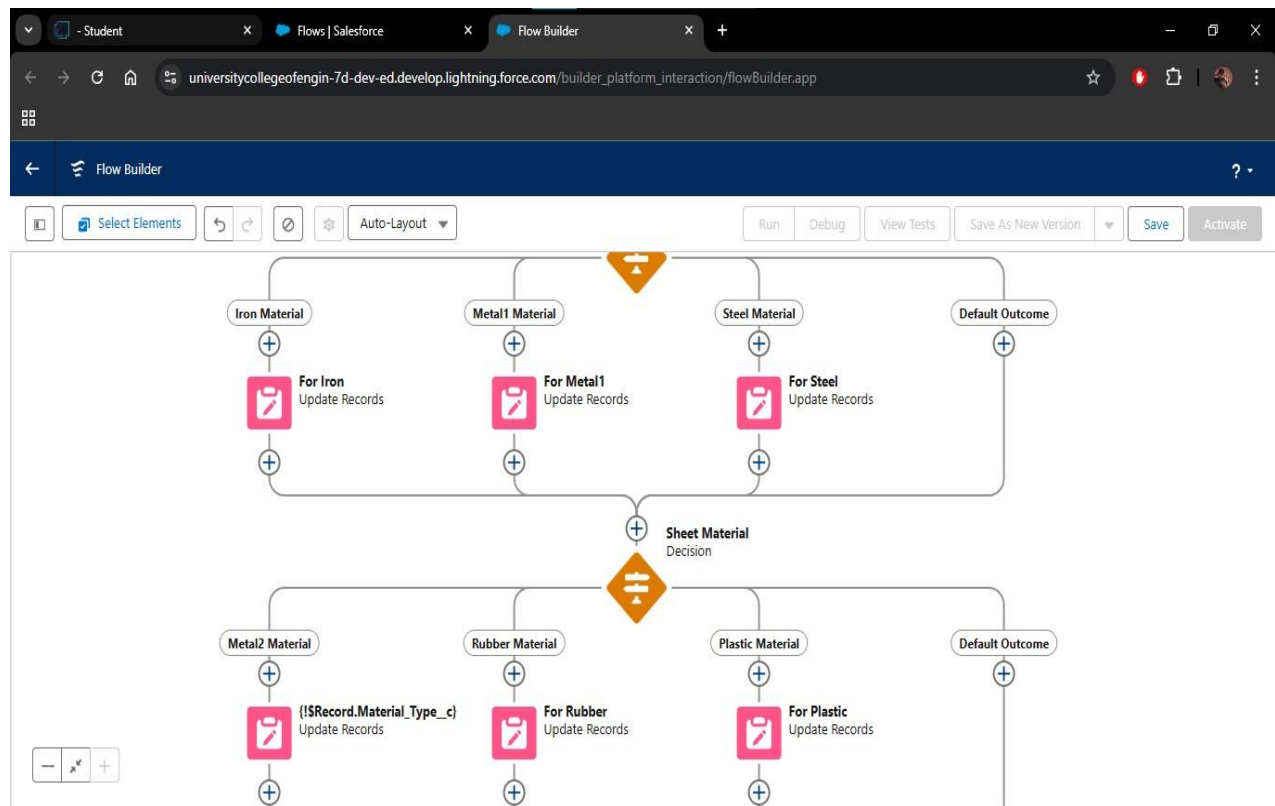 - Student
Flows | Salesforce
Flow Builder
universitycollegeofengin-7d-dev-ed.develop.lightning.force.com/builder_platform_interaction/flowBuilder.app
Flow Builder
?
Select Elements
Auto-Layout
Run
Debug
View Tests
Save As New Version
Save
Activate
Iron Material
Metal1 Material
Steel Material
Default Outcome
For Iron
Update Records
For Metal1
Update Records
For Steel
Update Records
Sheet Material
Decision
Metal2 Material
Rubber Material
Plastic Material
Default Outcome
{!$Record.Material_Type__c}
Update Records
For Rubber
Update Records
For Plastic
Update Records